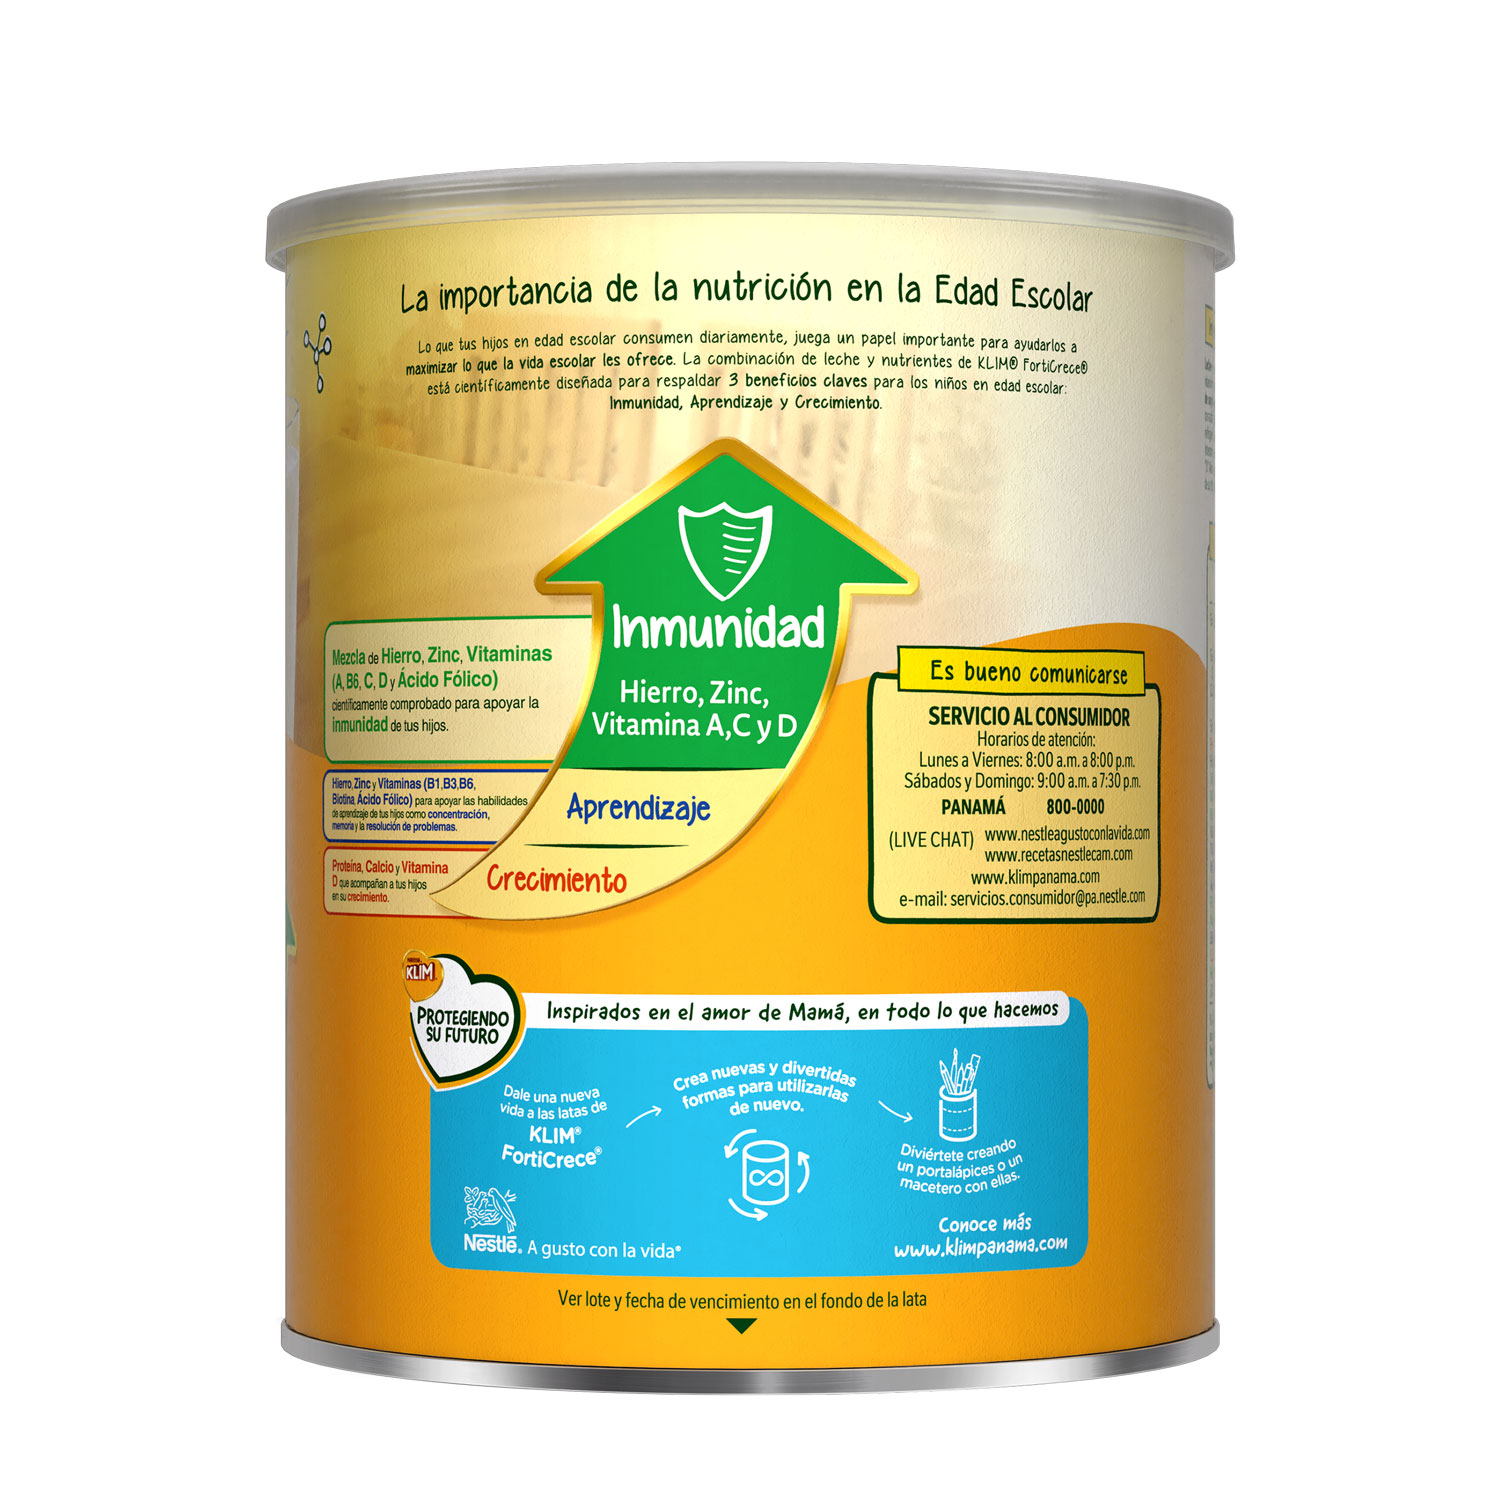 La importancia de la nutrición en la Edad Escolar
Lo que tus hijos en edad escolar consumen diariamente, juega un papel importante para ayudarlos a
maximizar lo que la vida escolar les ofrece. La combinación de leche y nutrientes de KLIM® FortiCrece®
está científicamente diseñada para respaldar 3 beneficios claves para los niños en edad escolar:
Inmunidad, Aprendizaje y Crecimiento.
Inmunidad
Hierro, Zinc,
Vitamina A,C y D
Mezcla de Hierro, Zinc, Vitaminas
(A, B6, C, D y Ácido Fólico)
científicamente comprobado para apoyar la
inmunidad de tus hijos.
Aprendizaje
Hierro, Zinc y Vitaminas (B1,B3,B6,
Biotina, Ácido Fólico) para apoyar las habilidades
de aprendizaje de tus hijos como concentración,
memoria y la resolución de problemas.
Crecimiento
Proteína, Calcio y Vitamina
D que acompañan a tus hijos
en su crecimiento.
Es bueno comunicarse
SERVICIO AL CONSUMIDOR
Horarios de atención:
Lunes a Viernes: 8:00 a.m. a 8:00 p.m.
Sábados y Domingo: 9:00 a.m. a 7:30 p.m.
PANAMÁ 800-0000
(LIVE CHAT) www.nestleagustoconlavida.com
www.recetasnestlecam.com
www.klimpanama.com
e-mail: servicios.consumidor@pa.nestle.com
KLIM
PROTEGIENDO
SU FUTURO
Inspirados en el amor de Mamá, en todo lo que hacemos
Dale una nueva
vida a las latas de
KLIM®
FortiCrece®
Crea nuevas y divertidas
formas para utilizarlas
de nuevo.
Diviértete creando
un portalápices o un
macetero con ellas.
Conoce más
www.klimpanama.com
Nestlé. A gusto con la vida®
Ver lote y fecha de vencimiento en el fondo de la lata